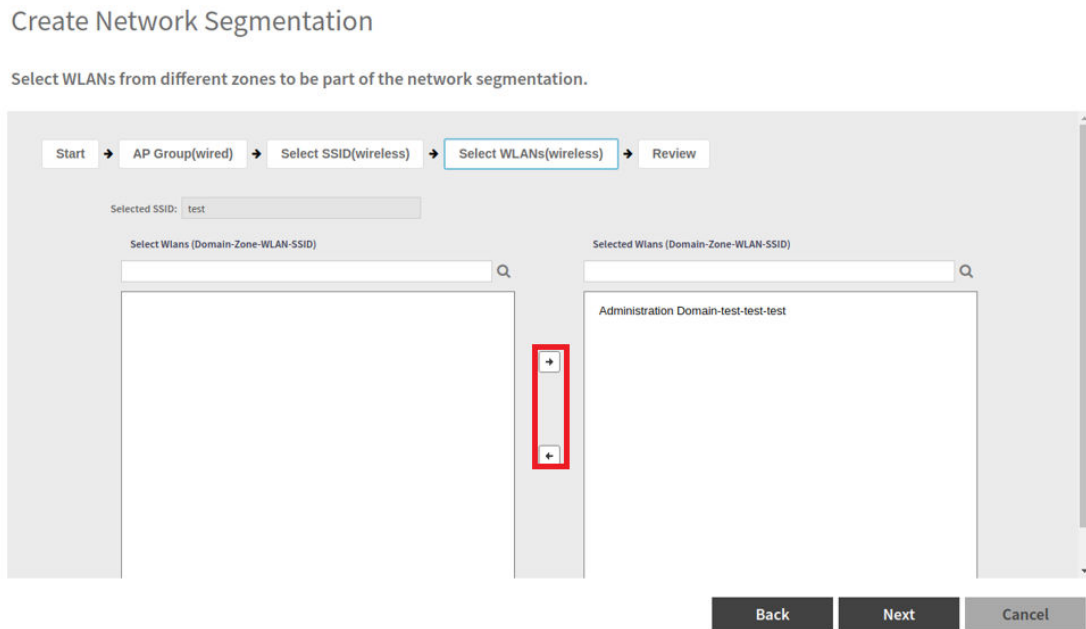 Create Network Segmentation
Select WLANs from different zones to be part of the network segmentation.
Start → AP Group(wired) → Select SSID(wireless) → Select WLANs(wireless) → Review
Selected SSID: test
Select Wlans (Domain-Zone-WLAN-SSID) Selected Wlans (Domain-Zone-WLAN-SSID)
Administration Domain-test-test-test
Back Next Cancel